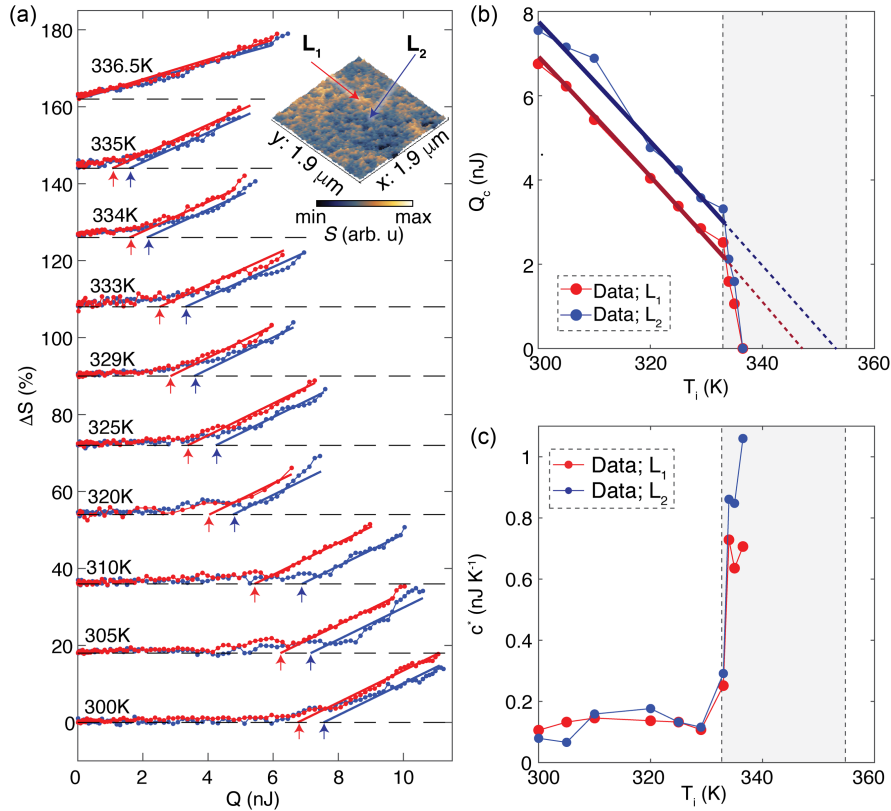 (a)
180
160
140
120
100
80
60
40
20
0
ΔS (%)
336.5K
335K
334K
333K
329K
325K
320K
310K
305K
300K
0 2 4 6 8 10
Q (nJ)
L1
L2
y: 1.9 μm
x: 1.9 μm
min max
S (arb. u)
(b)
8
6
4
2
0
Qc (nJ)
Data; L1
Data; L2
300 320 340 360
Ti (K)
(c)
1
0.8
0.6
0.4
0.2
0
c* (nJ K-1)
Data; L1
Data; L2
300 320 340 360
Ti (K)